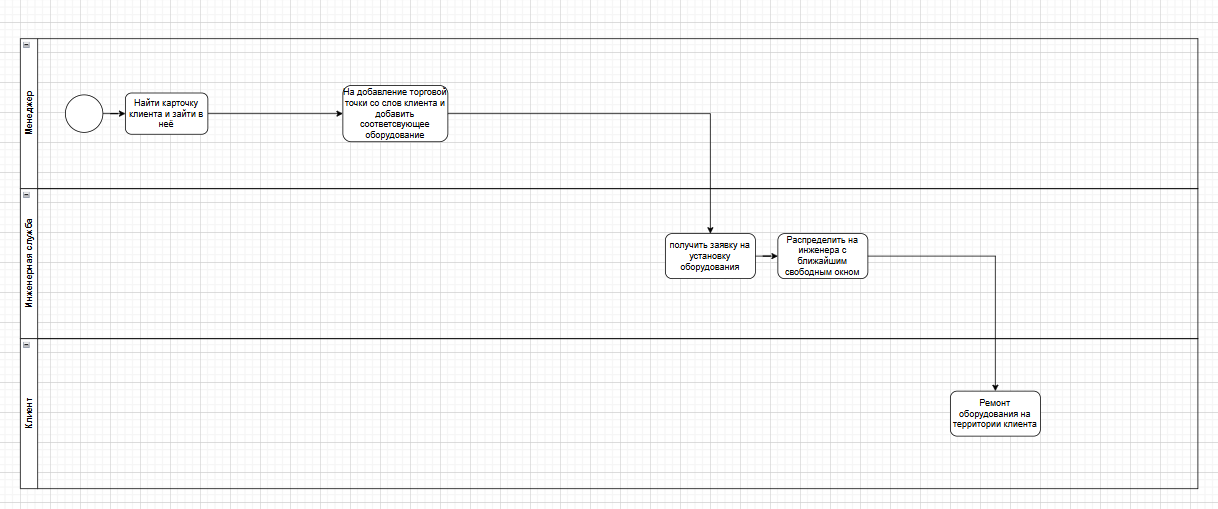 Менеджер
Найти карточку
клиента и зайти в
неё
На добавление торговой
точки со слов клиента и
добавить
соответсвующее
оборудование
Инженерная служба
получить заявку на
установку
оборудования
Распределить на
инженера с
ближайшим
свободным окном
Клиент
Ремонт
оборудования на
территории клиента